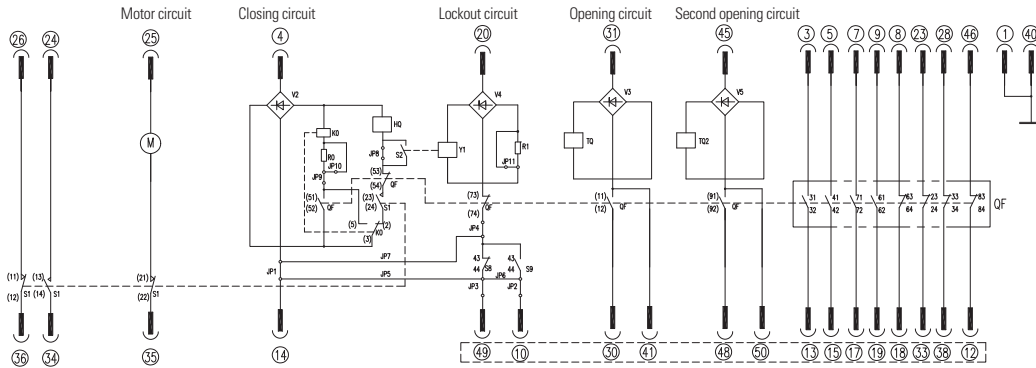 Motor circuit Closing circuit Lockout circuit Opening circuit Second opening circuit
26 24 25 4 20 31 45 3 5 7 9 8 23 28 46 1 40
V2 V4 V3 V5
K0 HQ
M R0 JP8 S2 Y1 R1 TQ TQ2
JP10 JP11
JP9 (53)
(54) QF
(51) (52) QF (23) (24) S1 (73) (74) QF (11) (12) QF (91) (92) QF 31 32 41 42 71 72 61 62 63 64 23 24 33 34 83 84 QF
(5) (2) JP4
(3) K0
JP7
43 44 S8 43 44 S9
JP1 JP5 JP6
(11) (12) S1 (13) (14) S1 (21) (22) S1 JP3 JP2
36 34 35 14 49 10 30 41 48 50 13 15 17 19 18 33 38 12